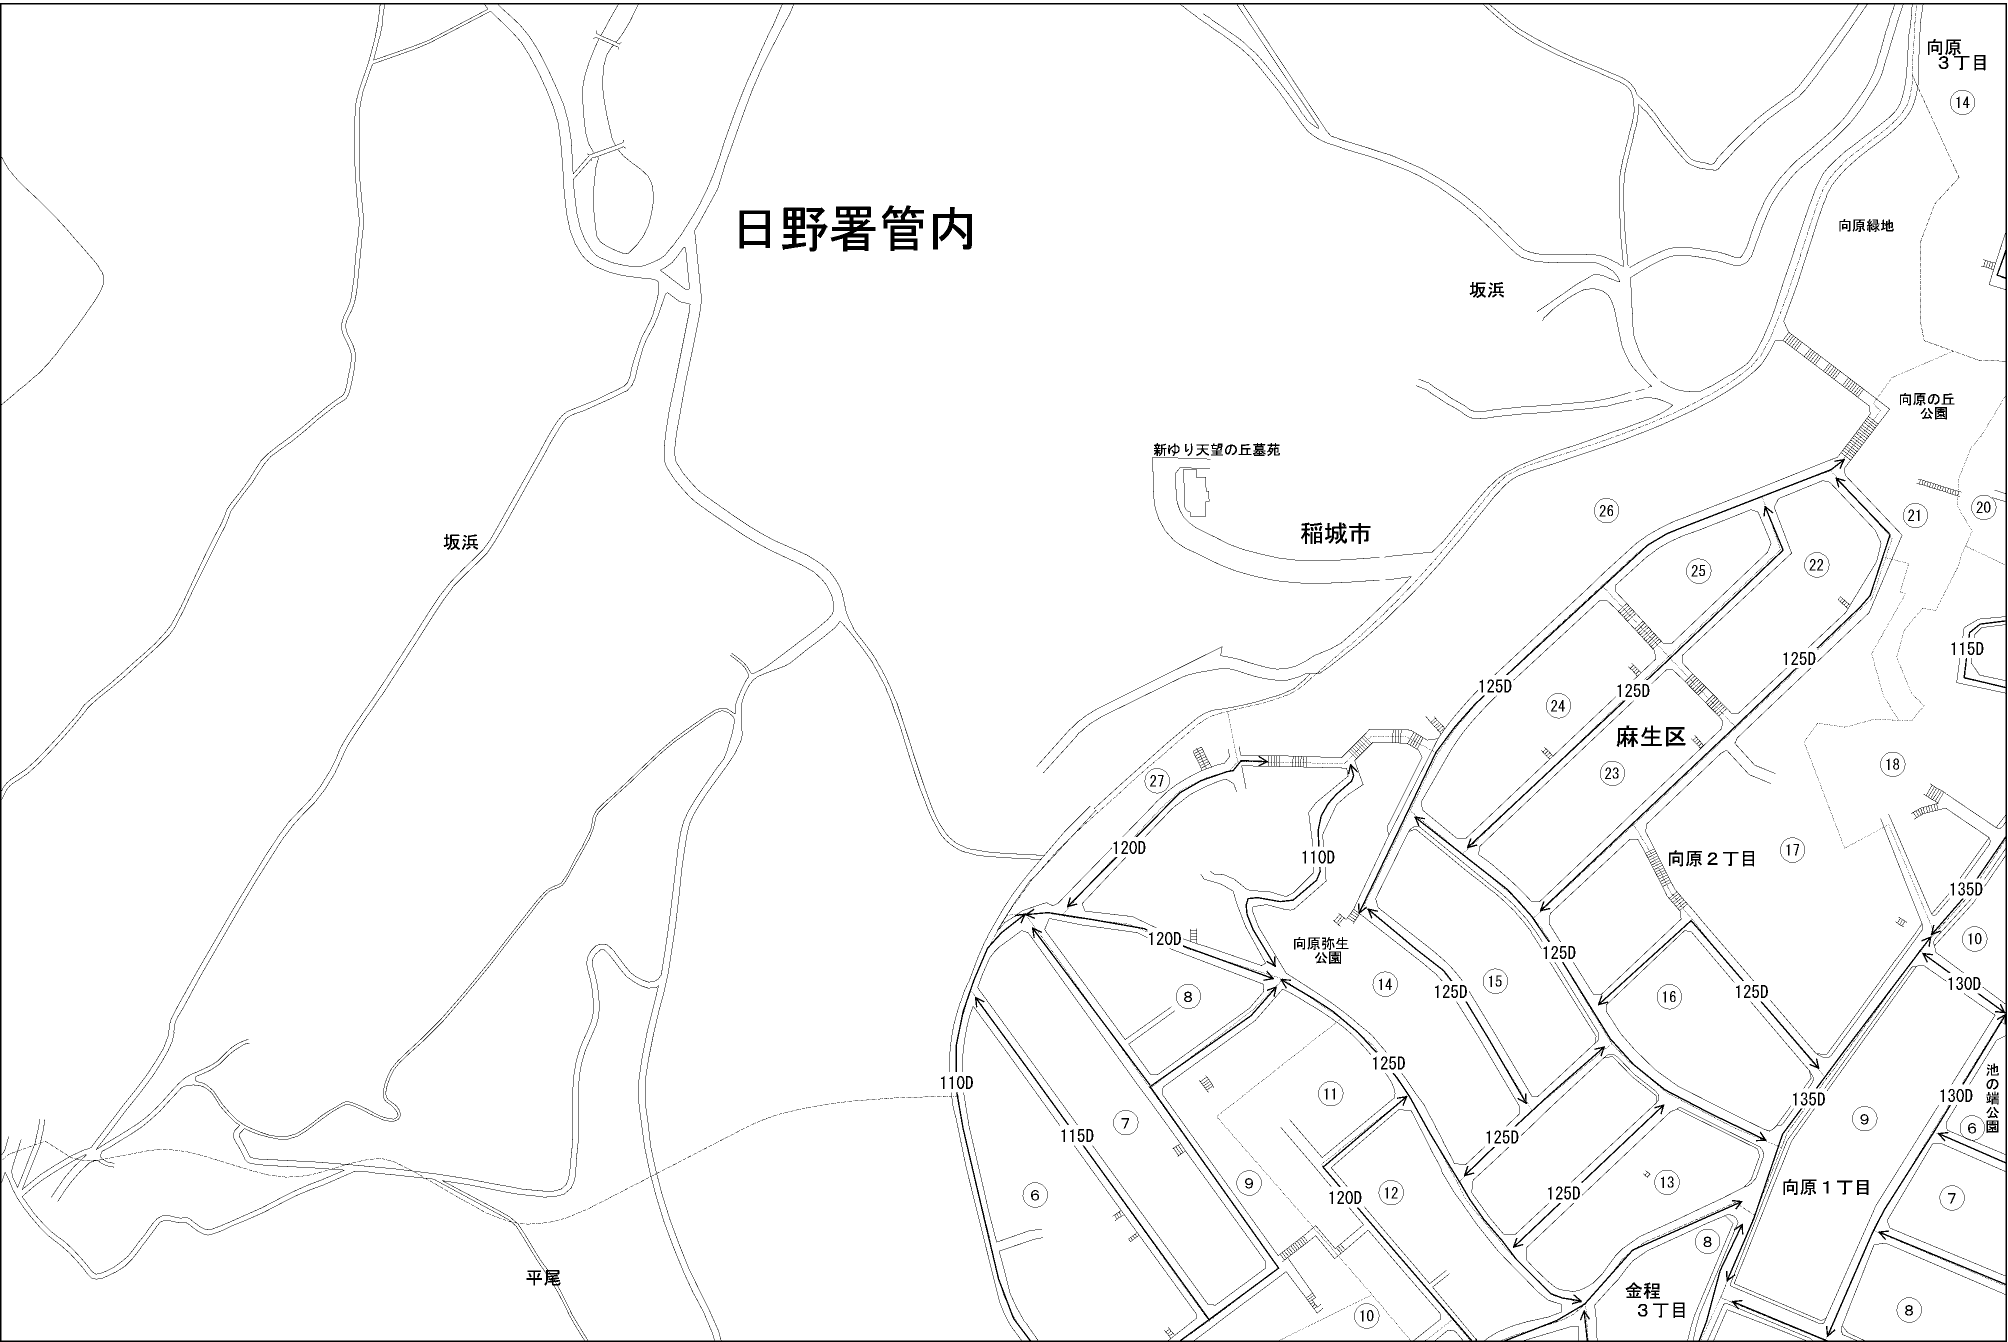 向原
3丁目
14
日野署管内
向原緑地
坂浜
向原の丘
公園
新ゆり天望の丘墓苑
26
21
20
稲城市
坂浜
25
22
115D
125D
125D
125D
24
麻生区
27
23
18
120D
110D
向原2丁目
17
135D
120D
向原弥生
公園
125D
10
14
15
125D
16
125D
130D
8
125D
110D
11
135D
9
130D
池の端公園
7
115D
125D
6
6
9
12
120D
125D
13
向原1丁目
7
8
平尾
金程
3丁目
10
8